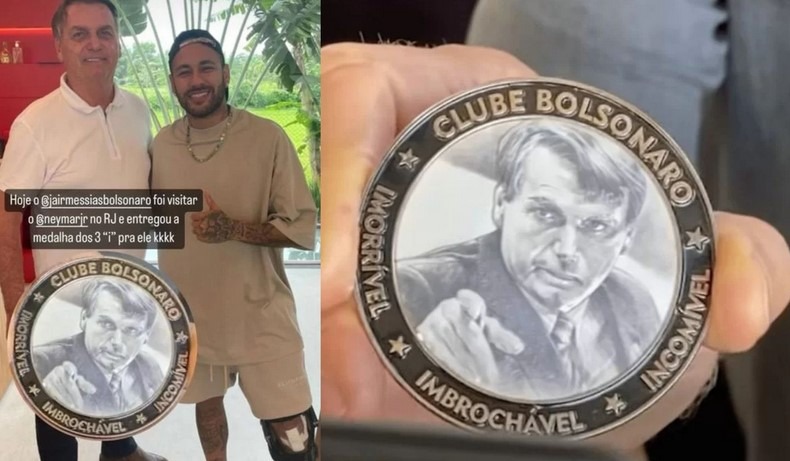 Hoje o @jairmessiasbolsonaro foi visitar
o @neymarjr no RJ e entregou a
medalha dos 3 “i” pra ele kkkk
CLUBE BOLSONARO
IMORRÍVEL
INCOMÍVEL
IMBROCHÁVEL
CLUBE BOLSONARO
IMORRÍVEL
INCOMÍVEL
IMBROCHÁVEL